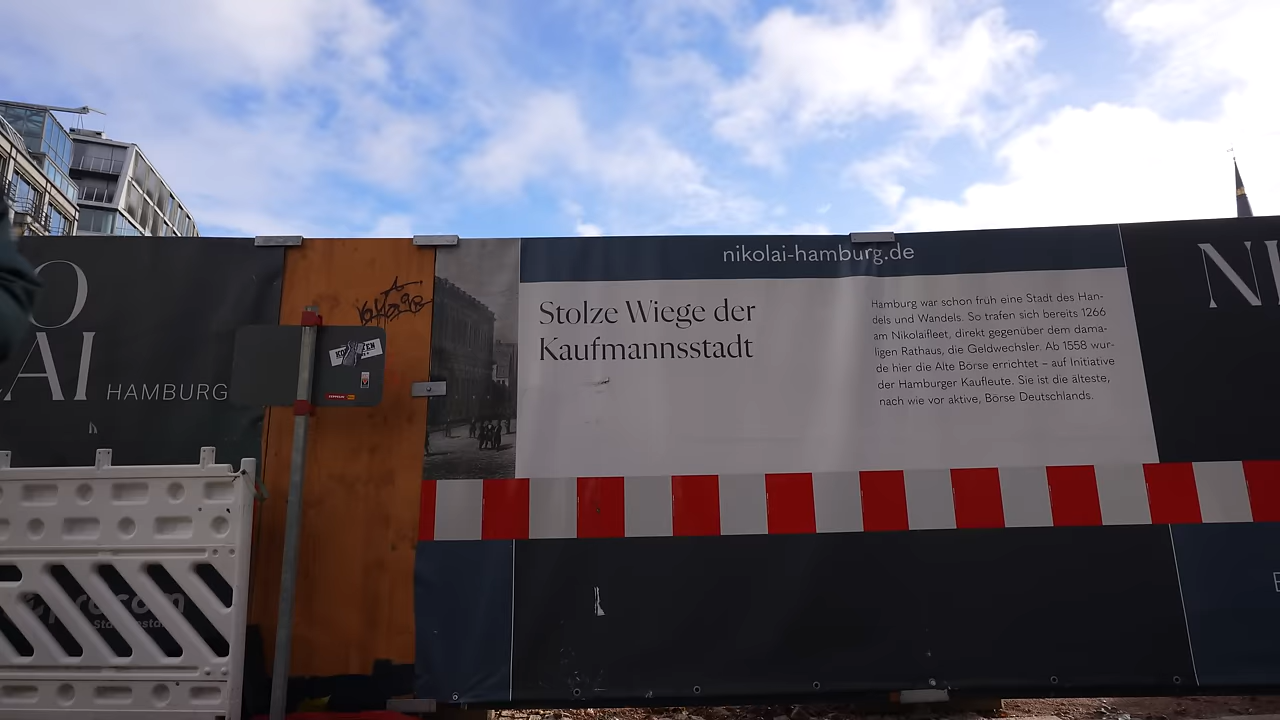 nikolai-hamburg.de
Stolze Wiege der
Kaufmannsstadt
Hamburg war schon früh eine Stadt des Han-
dels und Wandels. So trafen sich bereits 1266
am Nikolaifleet, direkt gegenüber dem dama-
ligen Rathaus, die Geldwechsler. Ab 1558 wur-
de hier die Alte Börse errichtet – auf Initiative
der Hamburger Kaufleute. Sie ist die älteste,
nach wie vor aktive, Börse Deutschlands.
O
AI HAMBURG
NI